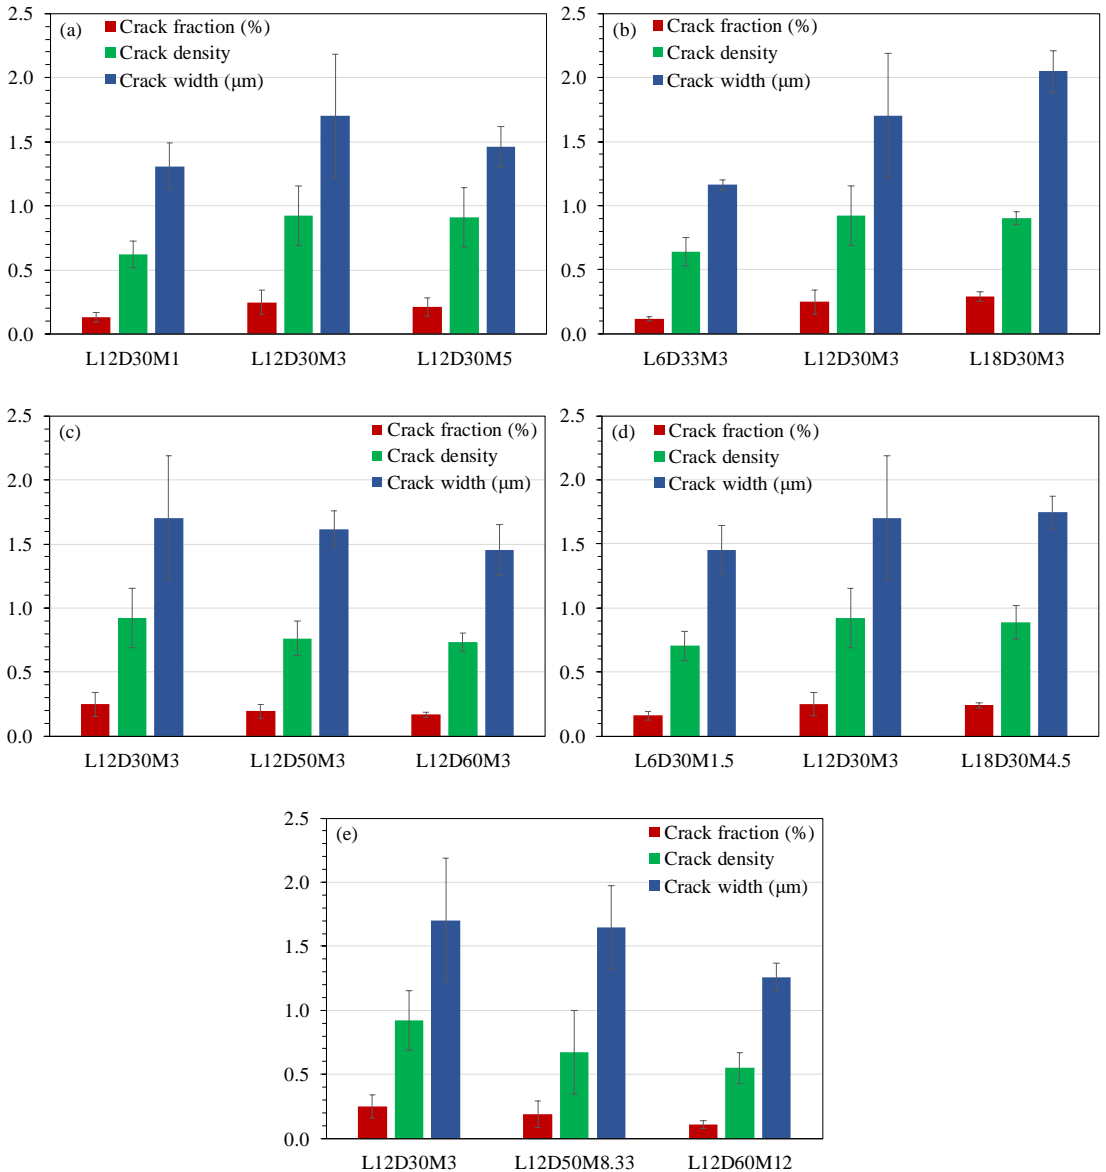 2.5
(a)
Crack fraction (%)
Crack density
Crack width (μm)
2.0
1.5
1.0
0.5
0.0
L12D30M1
L12D30M3
L12D30M5
2.5
(b)
Crack fraction (%)
Crack density
Crack width (μm)
2.0
1.5
1.0
0.5
0.0
L6D33M3
L12D30M3
L18D30M3
2.5
(c)
Crack fraction (%)
Crack density
Crack width (μm)
2.0
1.5
1.0
0.5
0.0
L12D30M3
L12D50M3
L12D60M3
2.5
(d)
Crack fraction (%)
Crack density
Crack width (μm)
2.0
1.5
1.0
0.5
0.0
L6D30M1.5
L12D30M3
L18D30M4.5
2.5
(e)
Crack fraction (%)
Crack density
Crack width (μm)
2.0
1.5
1.0
0.5
0.0
L12D30M3
L12D50M8.33
L12D60M12